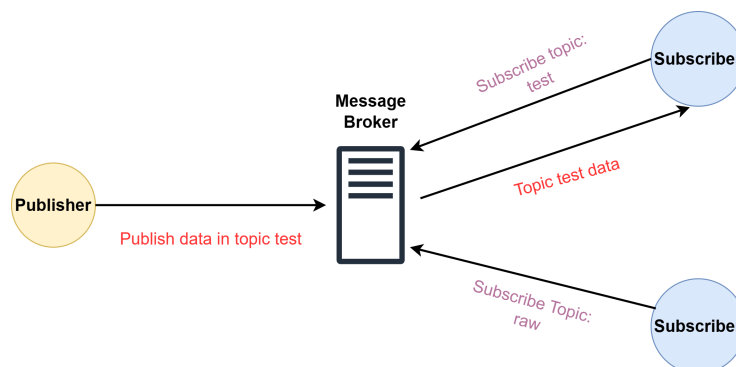 Subscribe topic:
test
Subscribe
Message
Broker
Topic test data
Publisher
Publish data in topic test
Subscribe Topic:
raw
Subscribe